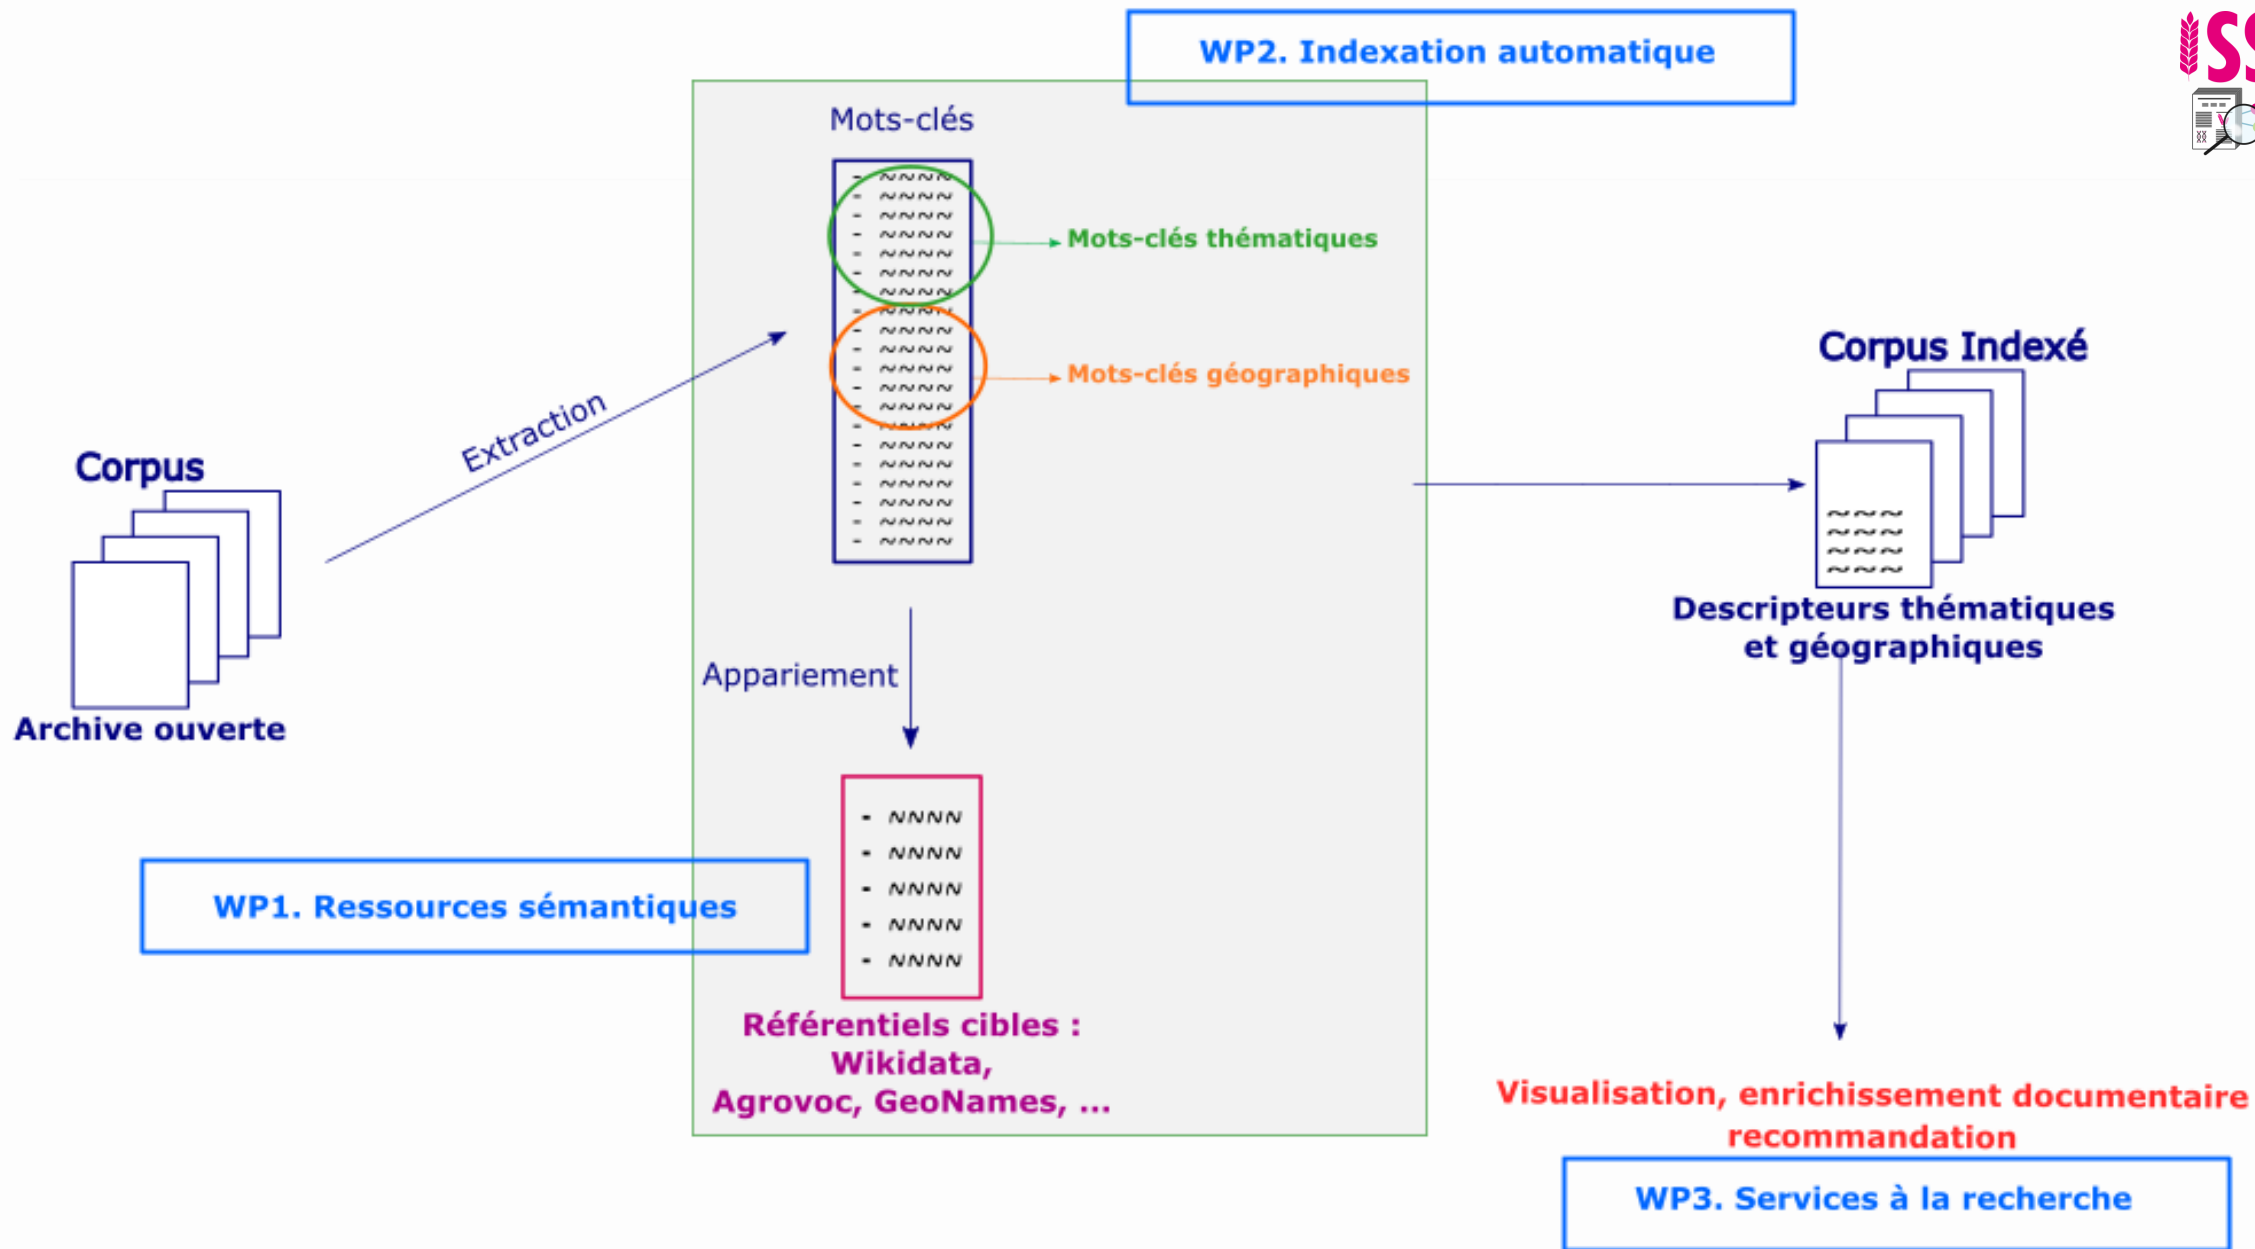 WP2. Indexation automatique
Mots-clés
Mots-clés thématiques
Mots-clés géographiques
Extraction
Corpus
Archive ouverte
Appariement
Corpus Indexé
Descripteurs thématiques
et géographiques
WP1. Ressources sémantiques
Référentiels cibles :
Wikidata,
Agrovoc, GeoNames, ...
Visualisation, enrichissement documentaire
recommandation
WP3. Services à la recherche